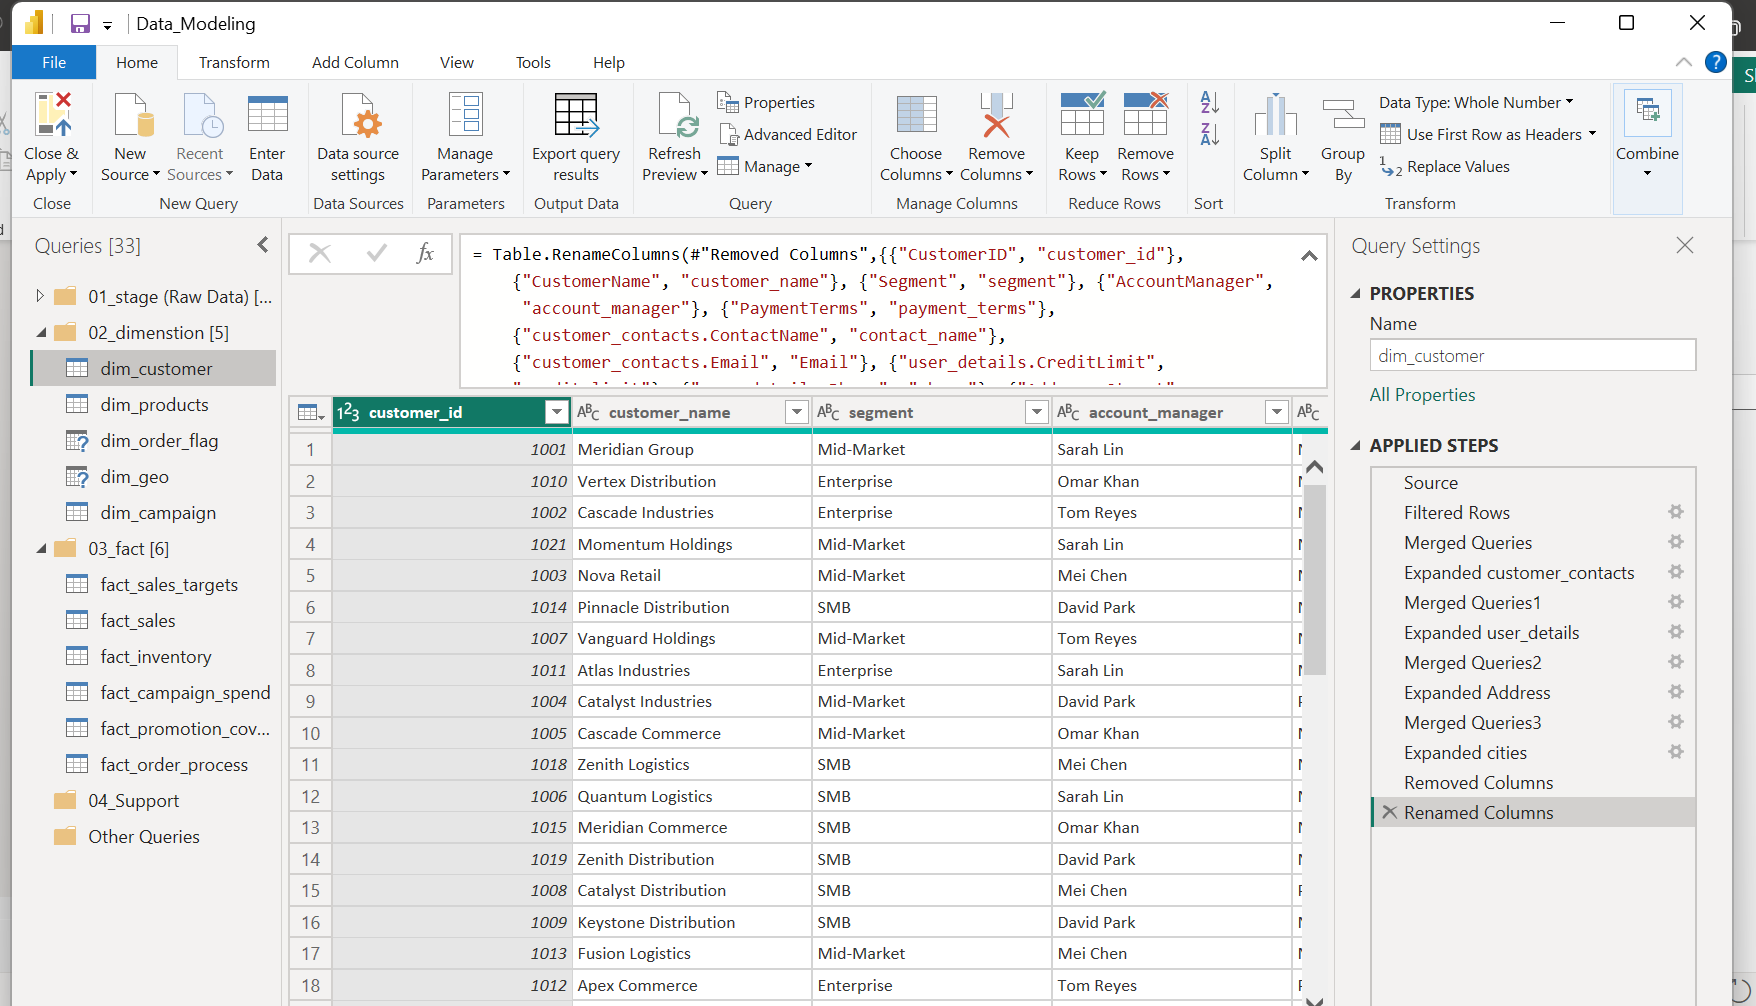 Data_Modeling
File Home Transform Add Column View Tools Help
Close & Apply
Close
New Source
Recent Sources
Enter Data
New Query
Data source settings
Data Sources
Manage Parameters
Parameters
Export query results
Output Data
Refresh Preview
Properties
Advanced Editor
Manage
Query
Choose Columns
Remove Columns
Manage Columns
Keep Rows
Remove Rows
Reduce Rows
Sort
Split Column
Group By
Data Type: Whole Number
Use First Row as Headers
Replace Values
Transform
Combine
Queries [33]
01_stage (Raw Data) [...
02_dimenstion [5]
dim_customer
dim_products
dim_order_flag
dim_geo
dim_campaign
03_fact [6]
fact_sales_targets
fact_sales
fact_inventory
fact_campaign_spend
fact_promotion_cov...
fact_order_process
04_Support
Other Queries
fx
= Table.RenameColumns(#"Removed Columns",{{"CustomerID", "customer_id"},
{"CustomerName", "customer_name"}, {"Segment", "segment"}, {"AccountManager",
"account_manager"}, {"PaymentTerms", "payment_terms"},
{"customer_contacts.ContactName", "contact_name"},
{"customer_contacts.Email", "Email"}, {"user_details.CreditLimit",
123 customer_id ABC customer_name ABC segment ABC account_manager ABC
1 1001 Meridian Group Mid-Market Sarah Lin
2 1010 Vertex Distribution Enterprise Omar Khan
3 1002 Cascade Industries Enterprise Tom Reyes
4 1021 Momentum Holdings Mid-Market Sarah Lin
5 1003 Nova Retail Mid-Market Mei Chen
6 1014 Pinnacle Distribution SMB David Park
7 1007 Vanguard Holdings Mid-Market Tom Reyes
8 1011 Atlas Industries Enterprise Sarah Lin
9 1004 Catalyst Industries Mid-Market David Park
10 1005 Cascade Commerce Mid-Market Omar Khan
11 1018 Zenith Logistics SMB Mei Chen
12 1006 Quantum Logistics SMB Sarah Lin
13 1015 Meridian Commerce SMB Omar Khan
14 1019 Zenith Distribution SMB David Park
15 1008 Catalyst Distribution SMB Mei Chen
16 1009 Keystone Distribution SMB David Park
17 1013 Fusion Logistics Mid-Market Mei Chen
18 1012 Apex Commerce Enterprise Tom Reyes
Query Settings
PROPERTIES
Name
dim_customer
All Properties
APPLIED STEPS
Source
Filtered Rows
Merged Queries
Expanded customer_contacts
Merged Queries1
Expanded user_details
Merged Queries2
Expanded Address
Merged Queries3
Expanded cities
Removed Columns
Renamed Columns